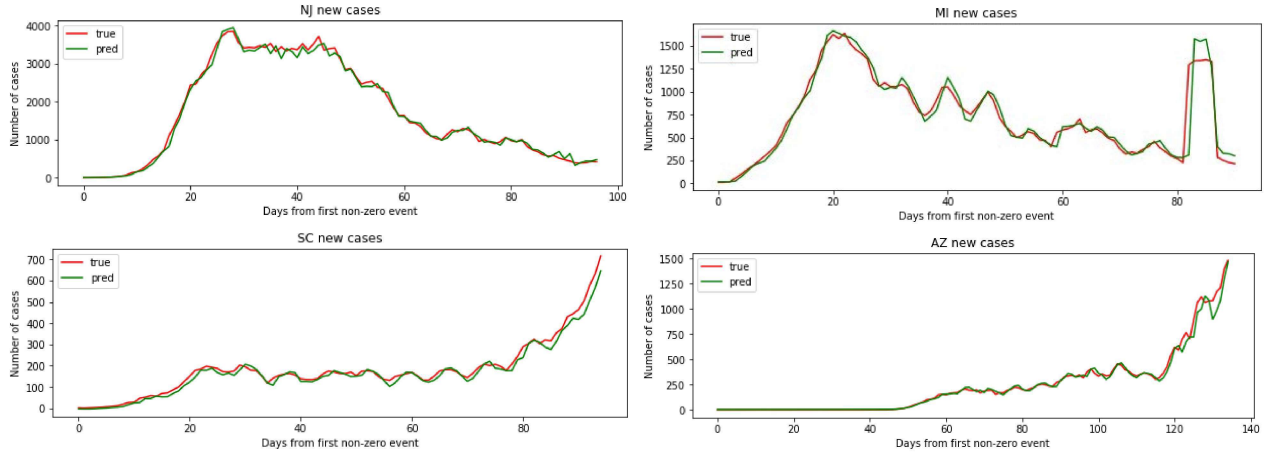 NJ new cases
4000
3000
2000
1000
0
Number of cases
true
pred
0 20 40 60 80 100
Days from first non-zero event
MI new cases
1500
1250
1000
750
500
250
0
Number of cases
true
pred
0 20 40 60 80
Days from first non-zero event
SC new cases
700
600
500
400
300
200
100
0
Number of cases
true
pred
0 20 40 60 80
Days from first non-zero event
AZ new cases
1500
1250
1000
750
500
250
0
Number of cases
true
pred
0 20 40 60 80 100 120 140
Days from first non-zero event